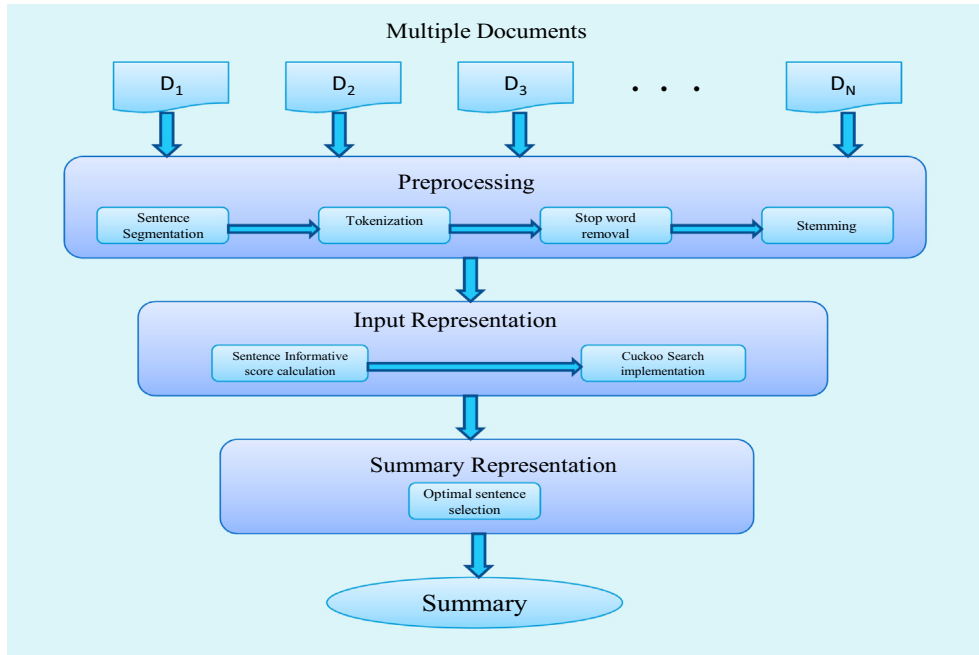 Multiple Documents
D1
D2
D3
. . .
DN
Preprocessing
Sentence
Segmentation
Tokenization
Stop word
removal
Stemming
Input Representation
Sentence Informative
score calculation
Cuckoo Search
implementation
Summary Representation
Optimal sentence
selection
Summary